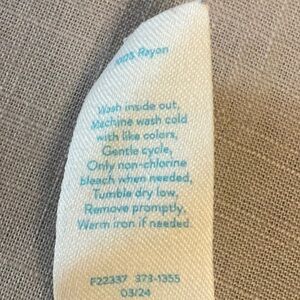 Rayon
Wash inside out,
Machine wash cold
with like colors,
Gentle cycle,
Only non-chlorine
bleach when needed,
Tumble dry low,
Remove promptly,
Warm iron if needed.
F22337 373-1355
03/24